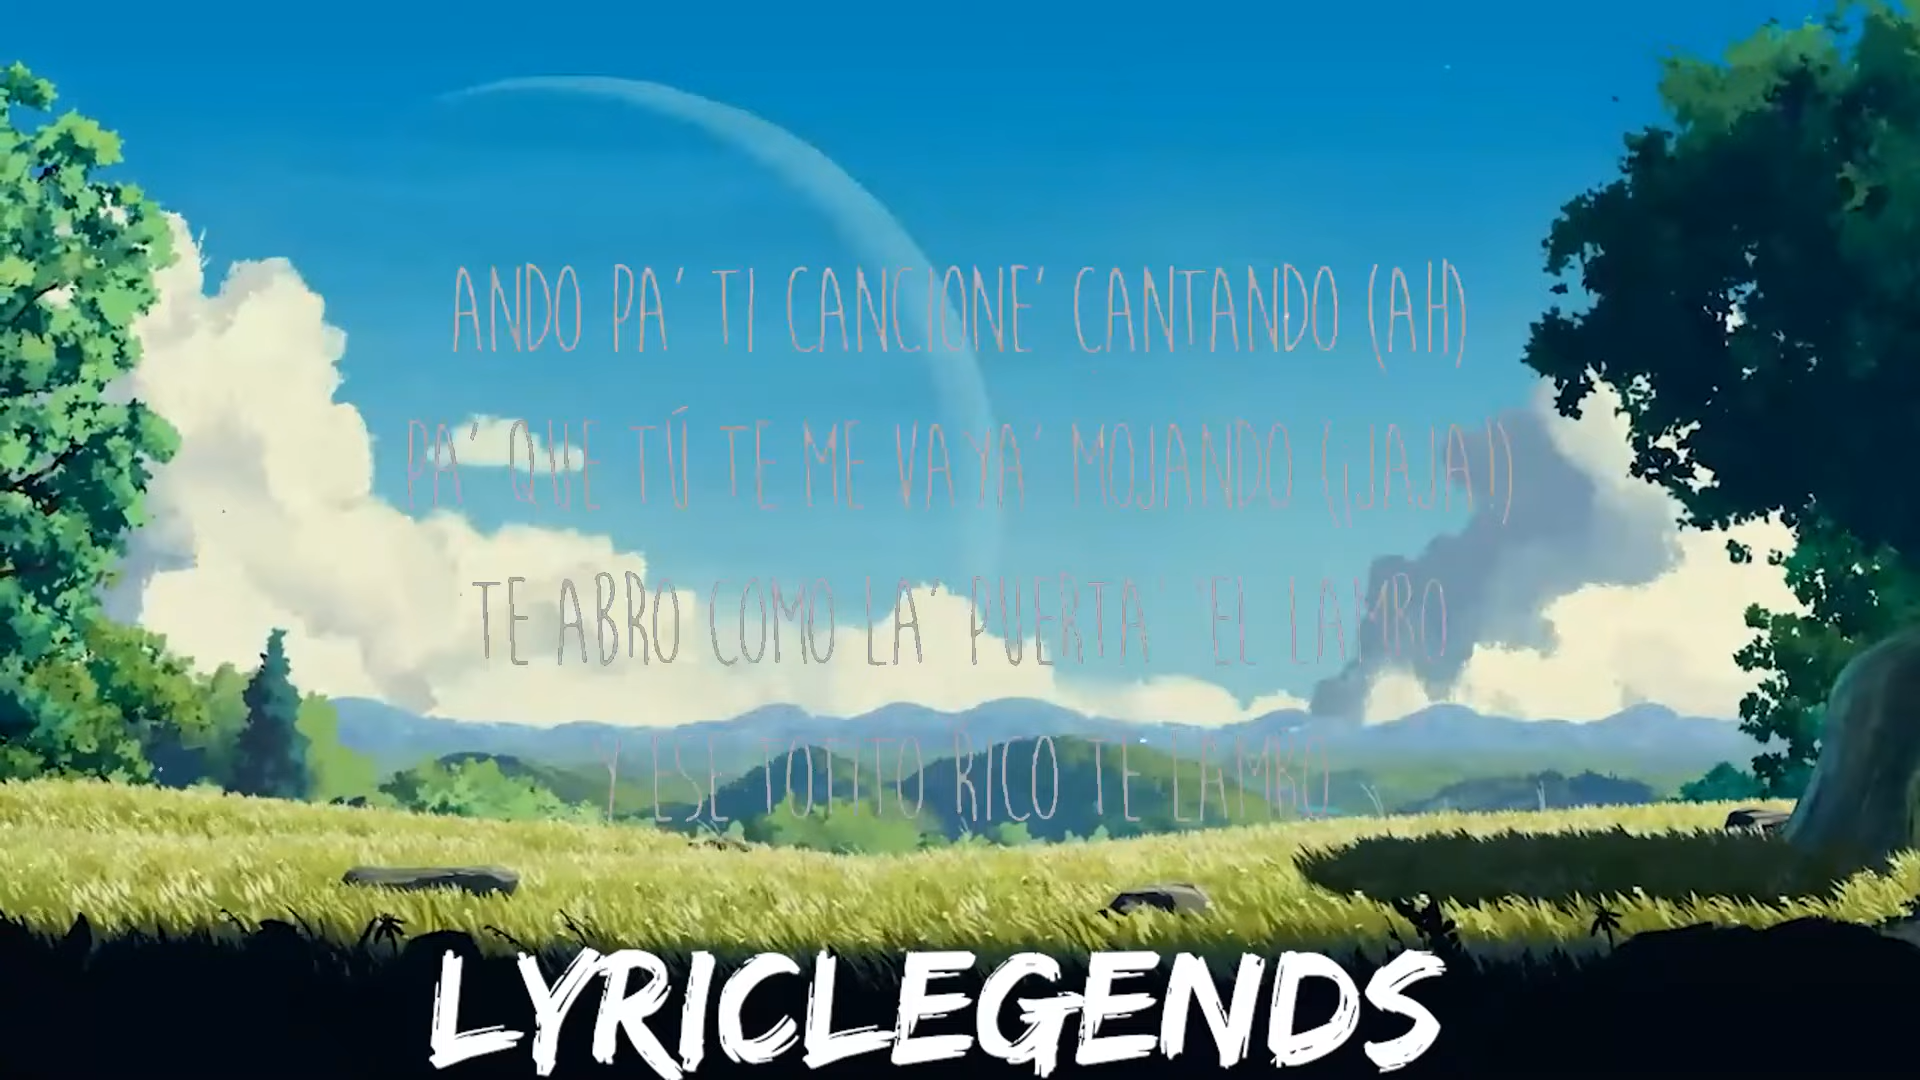 ANDO PA' TI CANCIONE' CANTANDO (AH)
PA' QUE TÚ TE ME VAYA' MOJANDO (¡JAJA!)
TE ABRO COMO LA' PUERTA' 'EL LAMBO
Y ESE TOTITO RICO TE LAMBO
LYRICLEGENDS